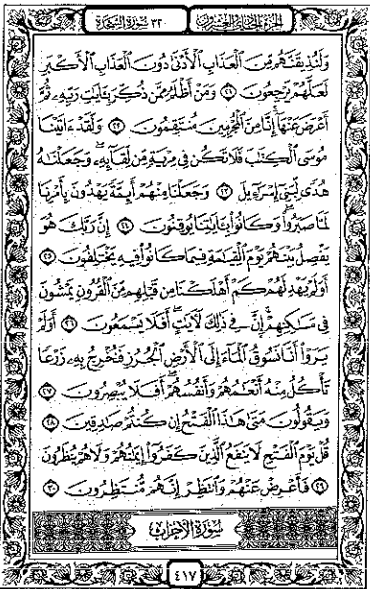 الجزء الحادي والعشرون
٣٢ سورة السجدة
وَلَنُذِيقَنَّهُم مِّنَ ٱلْعَذَابِ ٱلْأَدْنَىٰ دُونَ ٱلْعَذَابِ ٱلْأَكْبَرِ
لَعَلَّهُمْ يَرْجِعُونَ ٢١ وَمَنْ أَظْلَمُ مِمَّن ذُكِّرَ بِـَٔايَٰتِ رَبِّهِۦ ثُمَّ
أَعْرَضَ عَنْهَآ إِنَّا مِنَ ٱلْمُجْرِمِينَ مُنتَقِمُونَ ٢٢ وَلَقَدْ ءَاتَيْنَا
مُوسَى ٱلْكِتَٰبَ فَلَا تَكُن فِى مِرْيَةٍ مِّن لِّقَآئِهِۦ وَجَعَلْنَٰهُ
هُدًى لِّبَنِىٓ إِسْرَٰٓءِيلَ ٢٣ وَجَعَلْنَا مِنْهُمْ أَئِمَّةً يَهْدُونَ بِأَمْرِنَا
لَمَّا صَبَرُوا۟ وَكَانُوا۟ بِـَٔايَٰتِنَا يُوقِنُونَ ٢٤ إِنَّ رَبَّكَ هُوَ
يَفْصِلُ بَيْنَهُمْ يَوْمَ ٱلْقِيَٰمَةِ فِيمَا كَانُوا۟ فِيهِ يَخْتَلِفُونَ ٢٥
أَوَلَمْ يَهْدِ لَهُمْ كَمْ أَهْلَكْنَا مِن قَبْلِهِم مِّنَ ٱلْقُرُونِ يَمْشُونَ
فِى مَسَٰكِنِهِمْ إِنَّ فِى ذَٰلِكَ لَـَٔايَٰتٍ أَفَلَا يَسْمَعُونَ ٢٦ أَوَلَمْ
يَرَوْا۟ أَنَّا نَسُوقُ ٱلْمَآءَ إِلَى ٱلْأَرْضِ ٱلْجُرُزِ فَنُخْرِجُ بِهِۦ زَرْعًا
تَأْكُلُ مِنْهُ أَنْعَٰمُهُمْ وَأَنفُسُهُمْ أَفَلَا يُبْصِرُونَ ٢٧
وَيَقُولُونَ مَتَىٰ هَٰذَا ٱلْفَتْحُ إِن كُنتُمْ صَٰدِقِينَ ٢٨
قُلْ يَوْمَ ٱلْفَتْحِ لَا يَنفَعُ ٱلَّذِينَ كَفَرُوٓا۟ إِيمَٰنُهُمْ وَلَا هُمْ يُنظَرُونَ
٢٩ فَأَعْرِضْ عَنْهُمْ وَٱنتَظِرْ إِنَّهُم مُّنتَظِرُونَ ٣٠
سورة الأحزاب
٤١٧